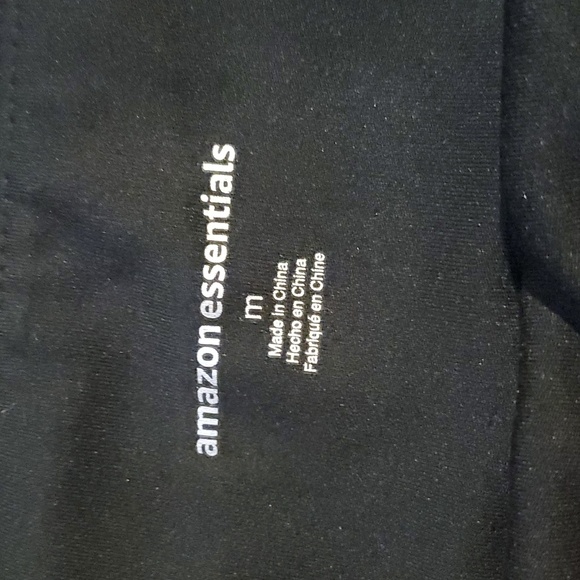 amazon essentials
m
Made in China
Hecho en China
Fabriqué en Chine